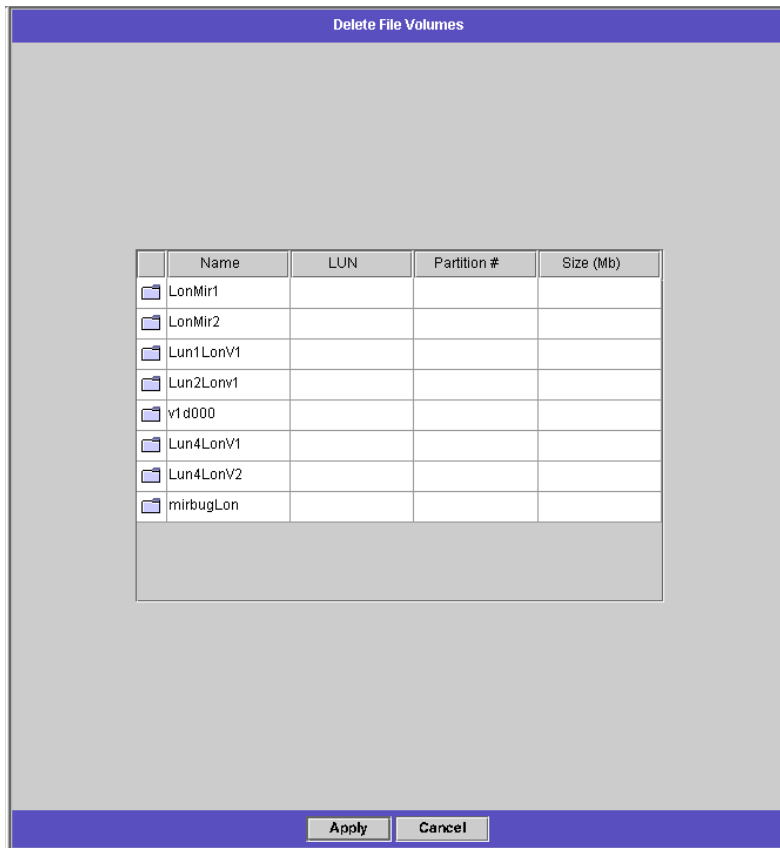 Delete File Volumes
Name LUN Partition # Size (Mb)
LonMir1
LonMir2
Lun1LonV1
Lun2Lonv1
v1d000
Lun4LonV1
Lun4LonV2
mirbugLon
Apply Cancel